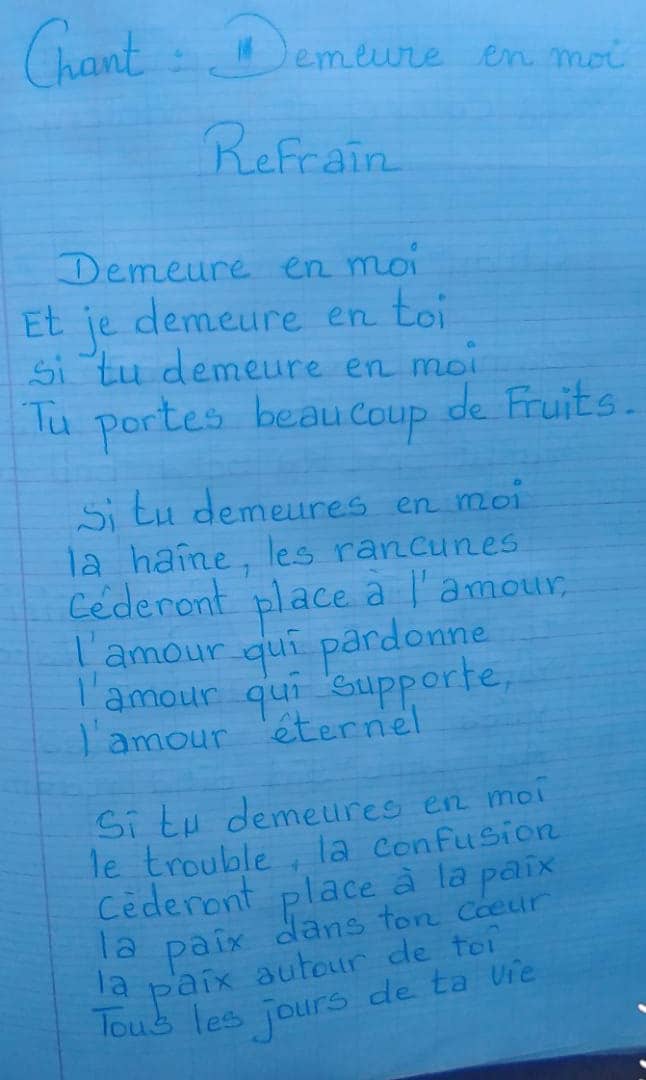 Chant : Demeure en moi
Refrain
Demeure en moi
Et je demeure en toi
Si tu demeure en moi
Tu portes beaucoup de Fruits.
Si tu demeures en moi
la haine, les rancunes
Céderont place à l'amour,
l'amour qui pardonne
l'amour qui supporte,
l'amour éternel
Si tu demeures en moi
le trouble, la confusion
Cèderont place à la paix
la paix dans ton coeur
la paix autour de toi
Tous les jours de ta vie